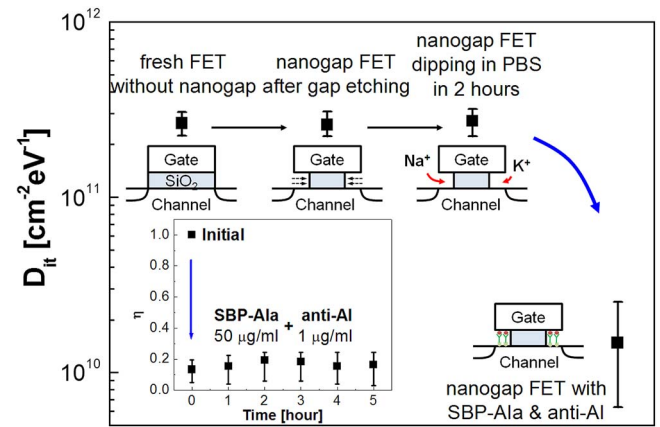 10¹²
10¹¹
10¹⁰
D_it [cm⁻²eV⁻¹]
fresh FET
without nanogap
nanogap FET
after gap etching
nanogap FET
dipping in PBS
in 2 hours
Gate
SiO₂
Channel
Gate
Channel
Na⁺
K⁺
Gate
Channel
1.0
0.8
0.6
0.4
0.2
0.0
η
Initial
SBP-AIa + anti-AI
50 μg/ml 1 μg/ml
0 1 2 3 4 5
Time [hour]
Gate
Channel
nanogap FET with
SBP-AIa & anti-AI